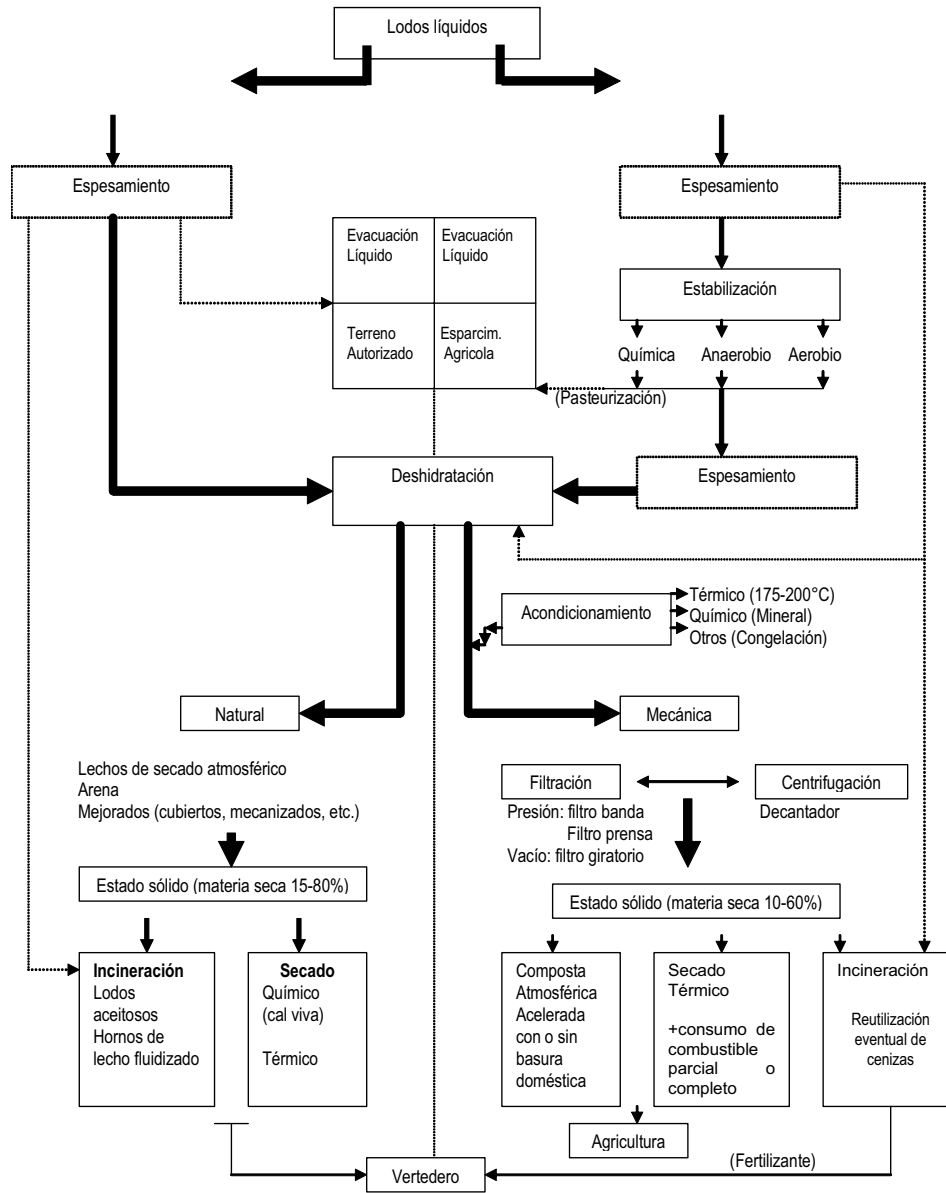 Lodos líquidos
Espesamiento
Espesamiento
Evacuación
Líquido
Evacuación
Líquido
Terreno
Autorizado
Esparcim.
Agricola
Estabilización
Química
Anaerobio
Aerobio
(Pasteurización)
Deshidratación
Espesamiento
Acondicionamiento
Térmico (175-200°C)
Químico (Mineral)
Otros (Congelación)
Natural
Mecánica
Lechos de secado atmosférico
Arena
Mejorados (cubiertos, mecanizados, etc.)
Filtración
Centrifugación
Presión: filtro banda
Filtro prensa
Vacío: filtro giratorio
Decantador
Estado sólido (materia seca 15-80%)
Estado sólido (materia seca 10-60%)
Incineración
Lodos
aceitosos
Hornos de
lecho fluidizado
Secado
Químico
(cal viva)
Térmico
Composta
Atmosférica
Acelerada
con o sin
basura
doméstica
Secado
Térmico
+consumo de
combustible
parcial o
completo
Incineración
Reutilización
eventual de
cenizas
Agricultura
(Fertilizante)
Vertedero